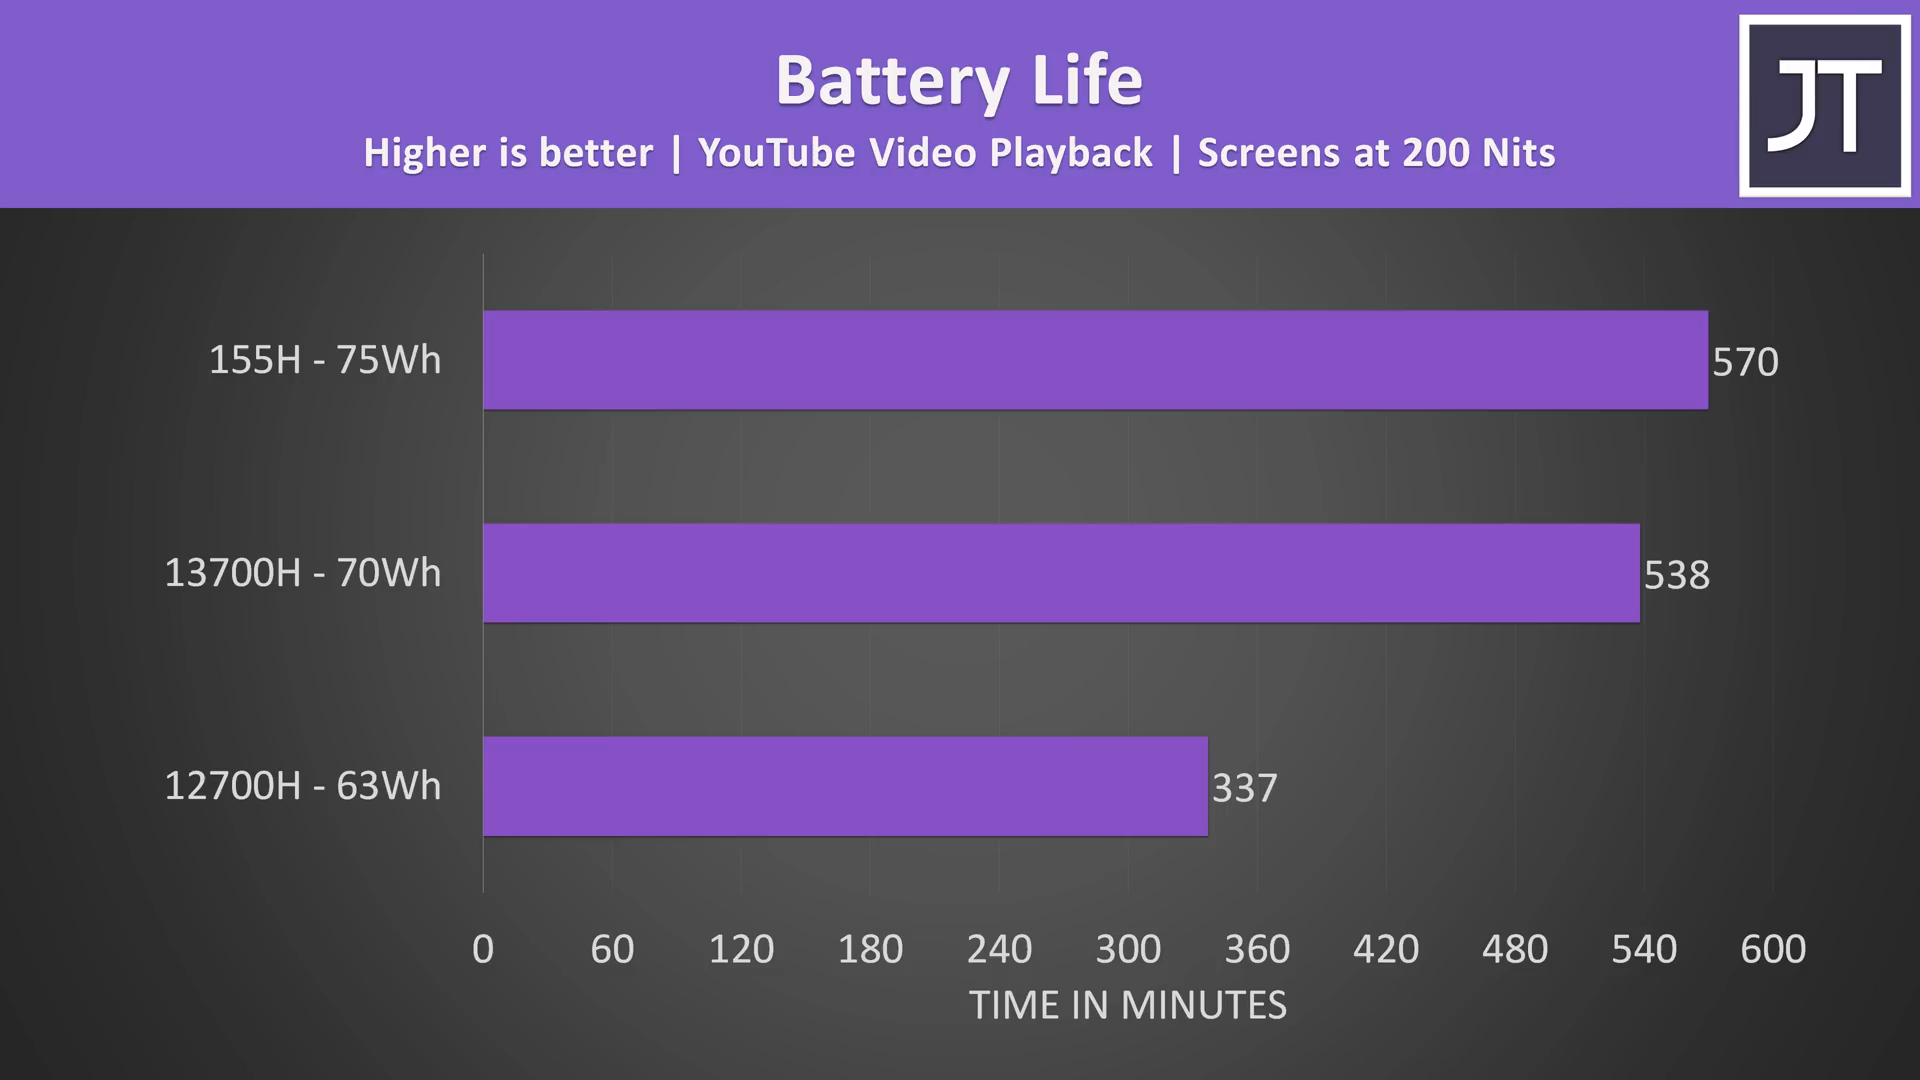 Battery Life
Higher is better | YouTube Video Playback | Screens at 200 Nits
JT
155H - 75Wh
570
13700H - 70Wh
538
12700H - 63Wh
337
0 60 120 180 240 300 360 420 480 540 600
TIME IN MINUTES